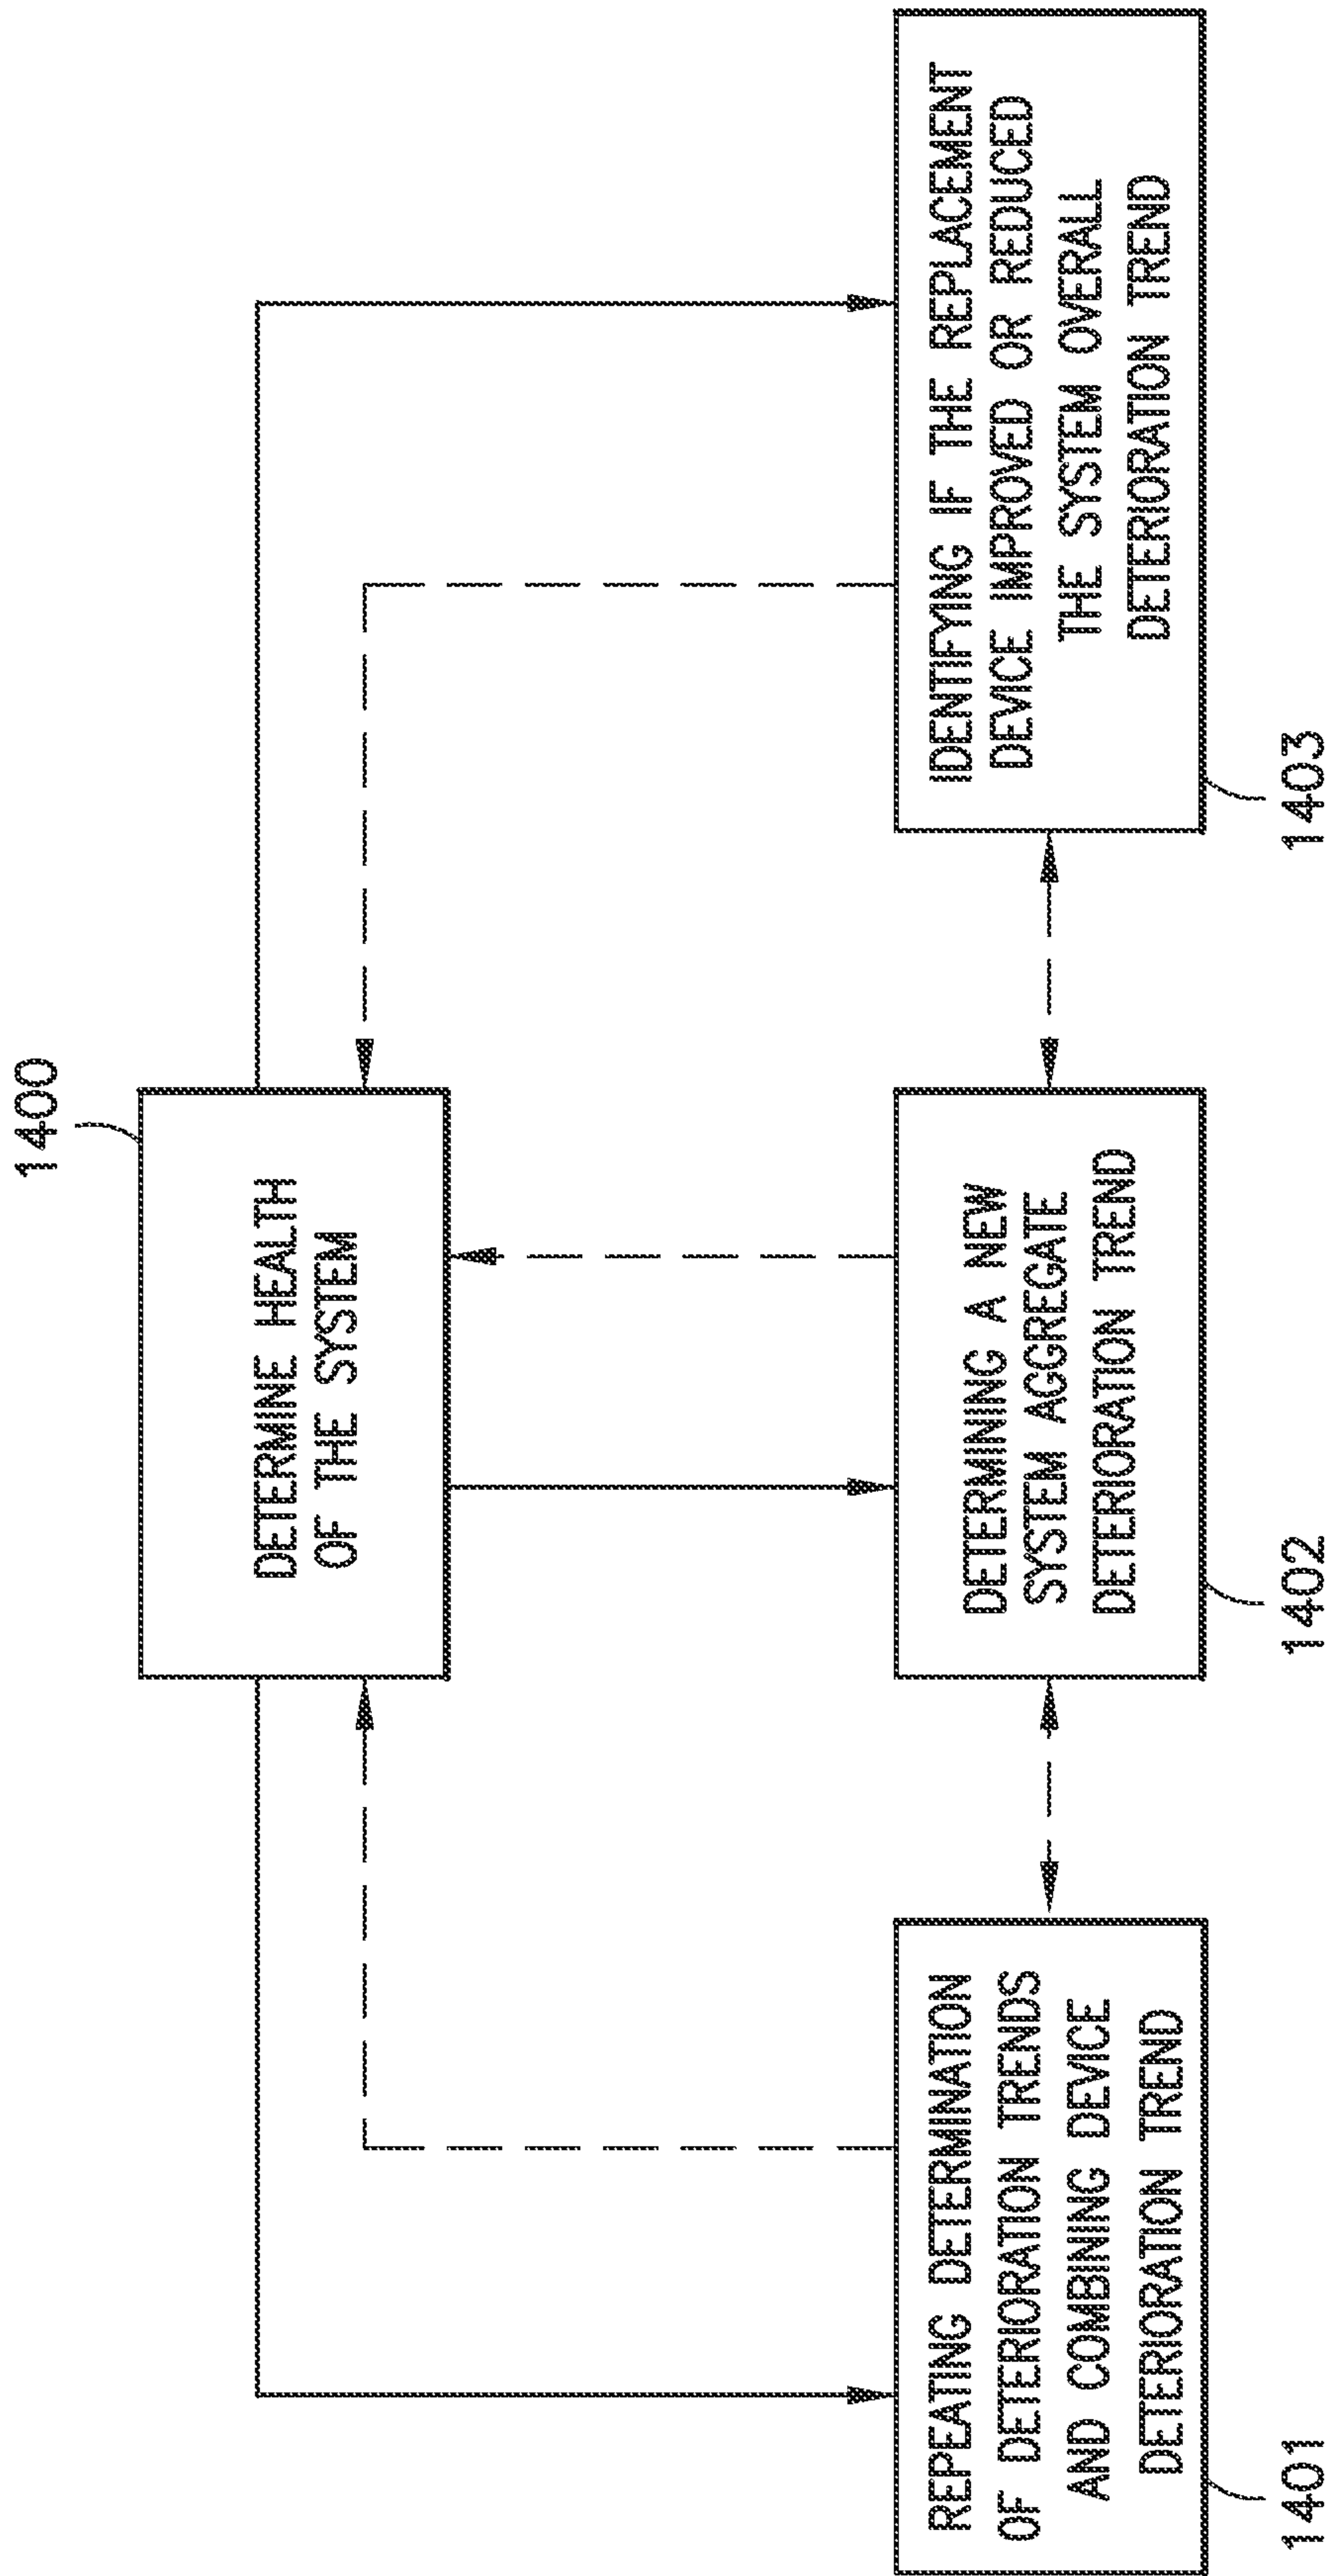 1400
DETERMINE HEALTH
OF THE SYSTEM
REPEATING DETERMINATION
OF DETERIORATION TRENDS
AND COMBINING DEVICE
DETERIORATION TREND
1401
DETERMINING A NEW
SYSTEM AGGREGATE
DETERIORATION TREND
1402
IDENTIFYING IF THE REPLACEMENT
DEVICE IMPROVED OR REDUCED
THE SYSTEM OVERALL
DETERIORATION TREND
1403